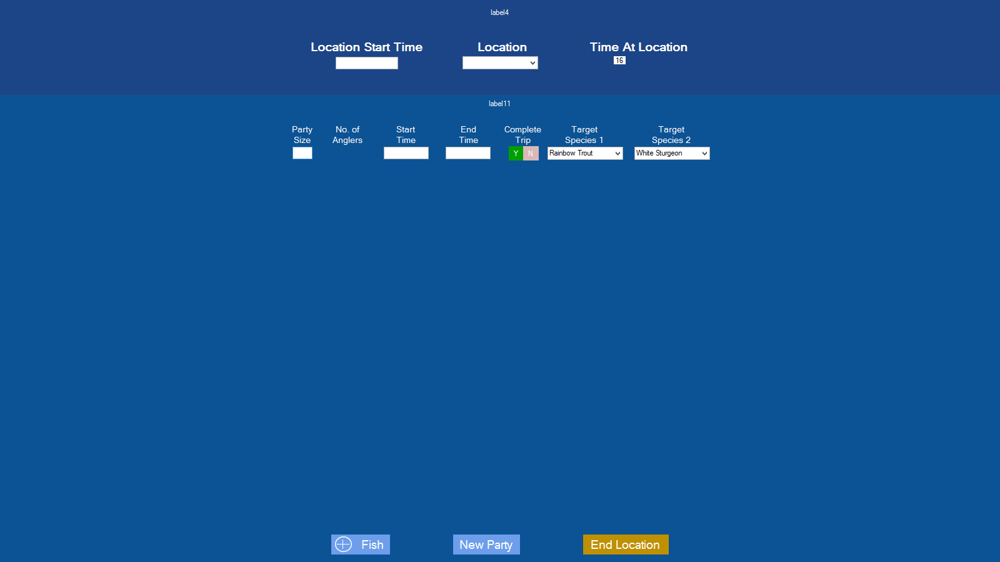 label4
Location Start Time Location Time At Location
16
label11
Party No. of Start End Complete Target Target
Size Anglers Time Time Trip Species 1 Species 2
Y N Rainbow Trout White Sturgeon
Fish New Party End Location